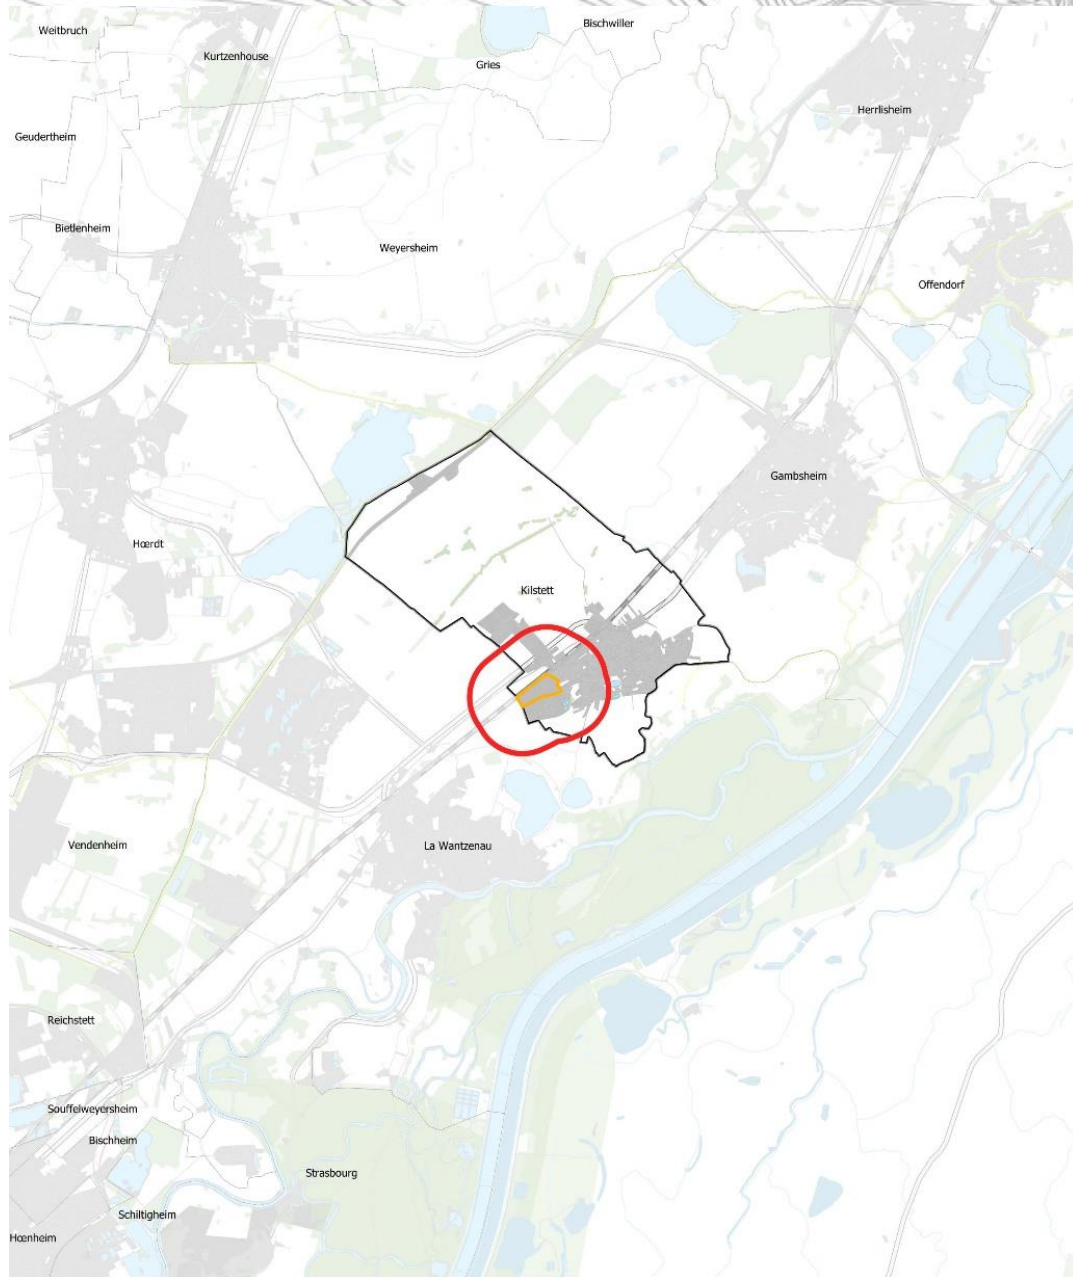 Bischwiller
Weitbruch
Kurtzenhouse
Gries
Herrlisheim
Geudertheim
Bietlenheim
Weyersheim
Offendorf
Gambsheim
Hœrdt
Kilstett
Vendenheim
La Wantzenau
Reichstett
Souffelweyersheim
Bischheim
Strasbourg
Schiltigheim
Hœnheim